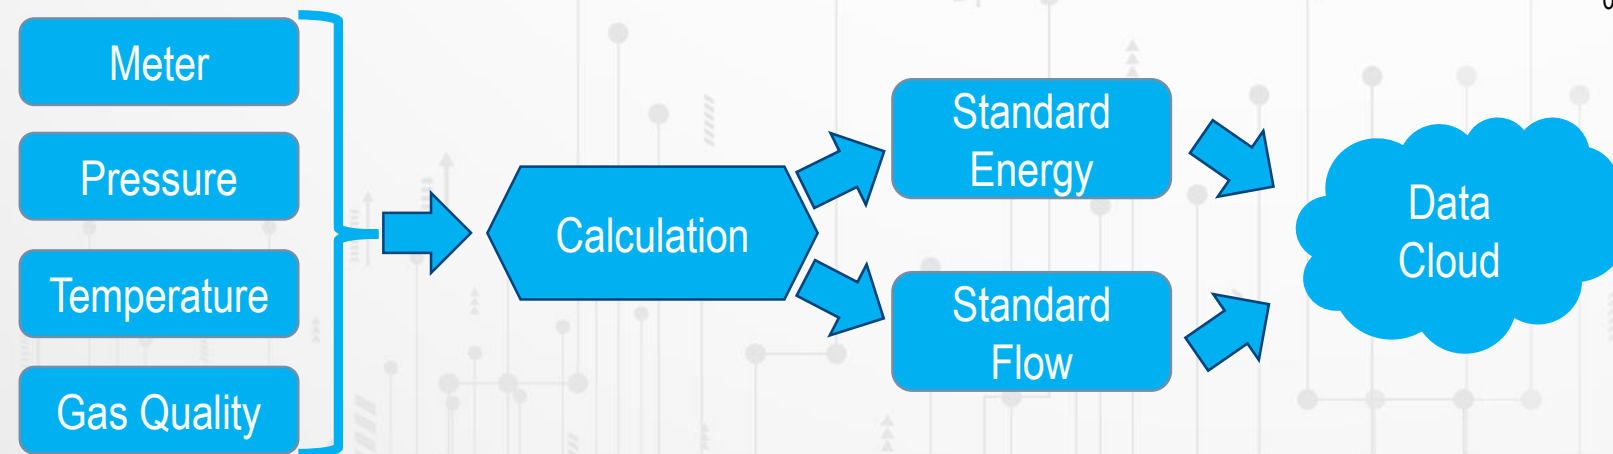 Meter
Pressure
Temperature
Gas Quality
Calculation
Standard
Energy
Standard
Flow
Data
Cloud